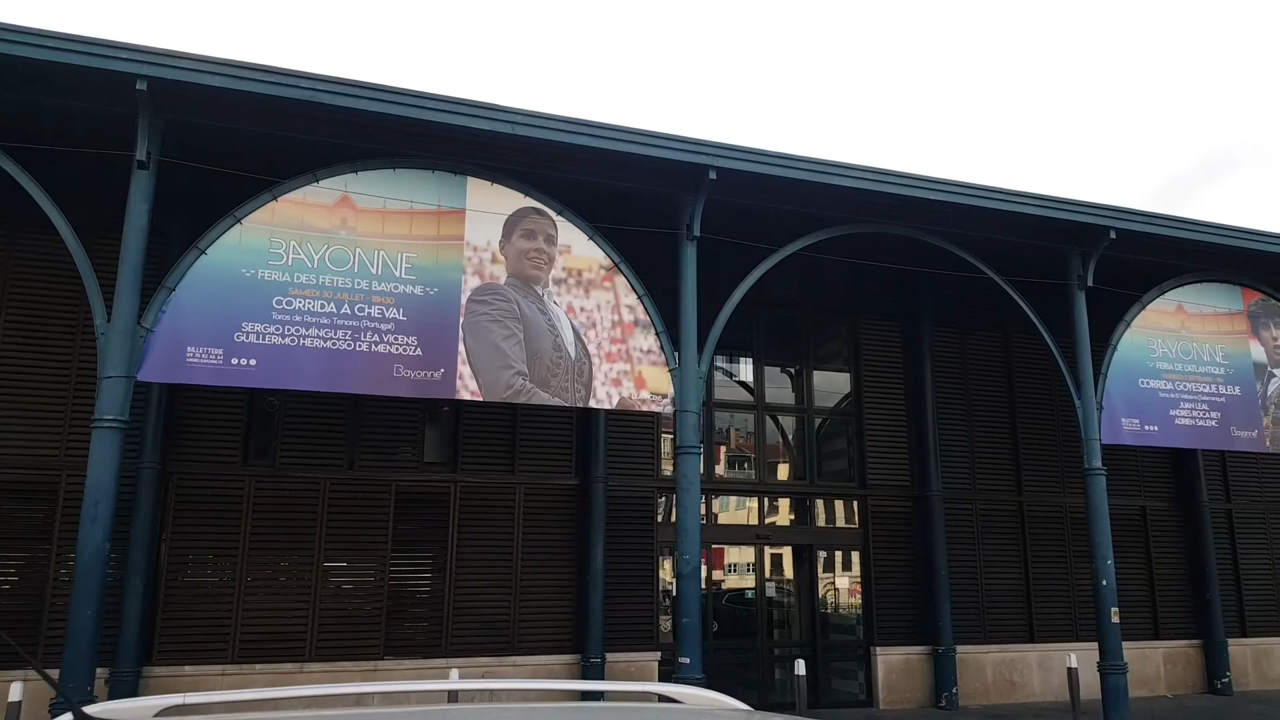 BAYONNE
FERIA DES FÊTES DE BAYONNE
SAMEDI 30 JUILLET - 18H30
CORRIDA À CHEVAL
Toros de Romão Tenorio (Portugal)
SERGIO DOMÍNGUEZ - LÉA VICENS
GUILLERMO HERMOSO DE MENDOZA
BILLETTERIE
Bayonne
BAYONNE
FERIA DE L'ATLANTIQUE
CORRIDA GOYESQUE BLEUE
JUAN LEAL
ANDRÉS ROCA REY
ADRIEN SALENC
Bayonne